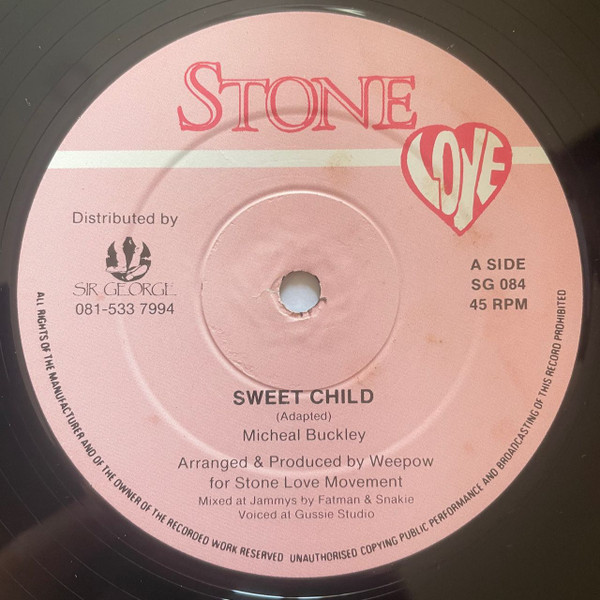 STONE
LOVE
Distributed by
SIR GEORGE
081-533 7994
A SIDE
SG 084
45 RPM
SWEET CHILD
(Adapted)
Micheal Buckley
Arranged & Produced by Weepow
for Stone Love Movement
Mixed at Jammys by Fatman & Snakie
Voiced at Gussie Studio
ALL RIGHTS OF THE MANUFACTURER AND OF THE OWNER OF THE RECORDED WORK RESERVED UNAUTHORISED COPYING PUBLIC PERFORMANCE AND BROADCASTING OF THIS RECORD PROHIBITED